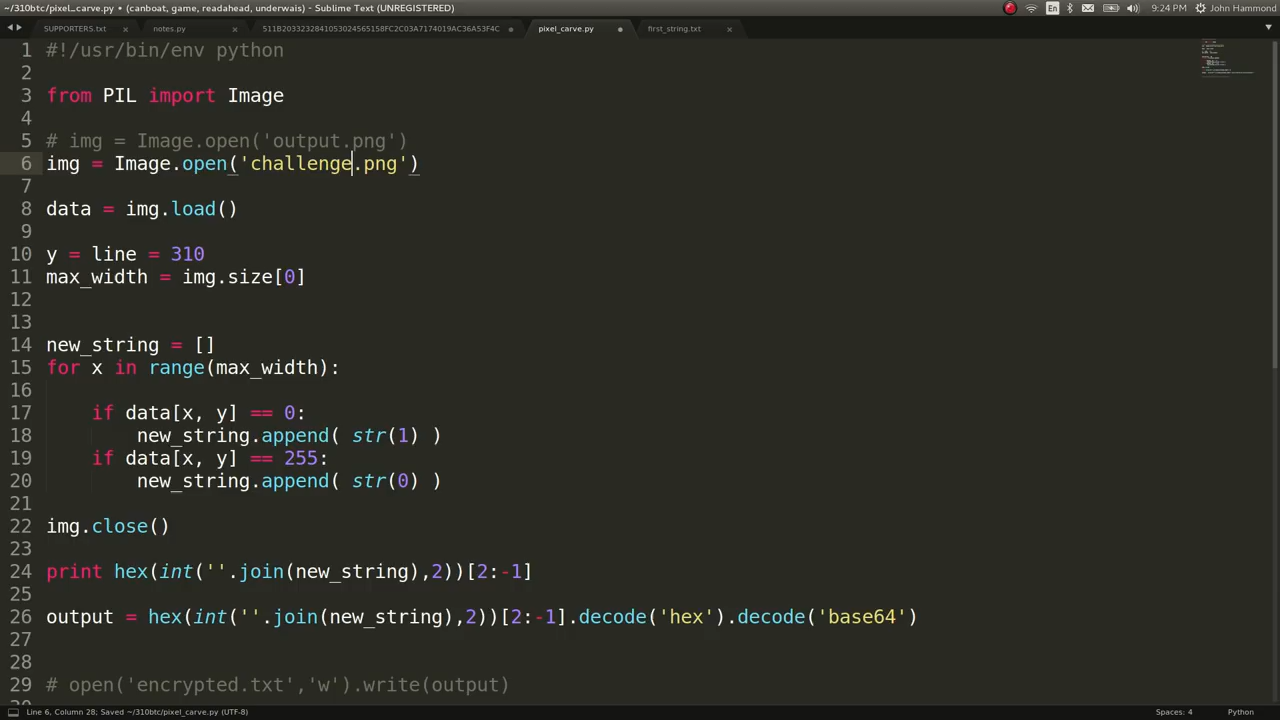 ~/310btc/pixel_carve.py • (canboat, game, readahead, underwais) - Sublime Text (UNREGISTERED)
En
9:24 PM
John Hammond
SUPPORTERS.txt ×
notes.py ×
511B2033232841053024565158FC2C03A7174019AC36A53F4C •
pixel_carve.py •
first_string.txt ×
1 #!/usr/bin/env python
2
3 from PIL import Image
4
5 # img = Image.open('output.png')
6 img = Image.open('challenge.png')
7
8 data = img.load()
9
10 y = line = 310
11 max_width = img.size[0]
12
13
14 new_string = []
15 for x in range(max_width):
16
17 if data[x, y] == 0:
18 new_string.append( str(1) )
19 if data[x, y] == 255:
20 new_string.append( str(0) )
21
22 img.close()
23
24 print hex(int(''.join(new_string),2))[2:-1]
25
26 output = hex(int(''.join(new_string),2))[2:-1].decode('hex').decode('base64')
27
28
29 # open('encrypted.txt','w').write(output)
Line 6, Column 28; Saved ~/310btc/pixel_carve.py (UTF-8)
Spaces: 4
Python